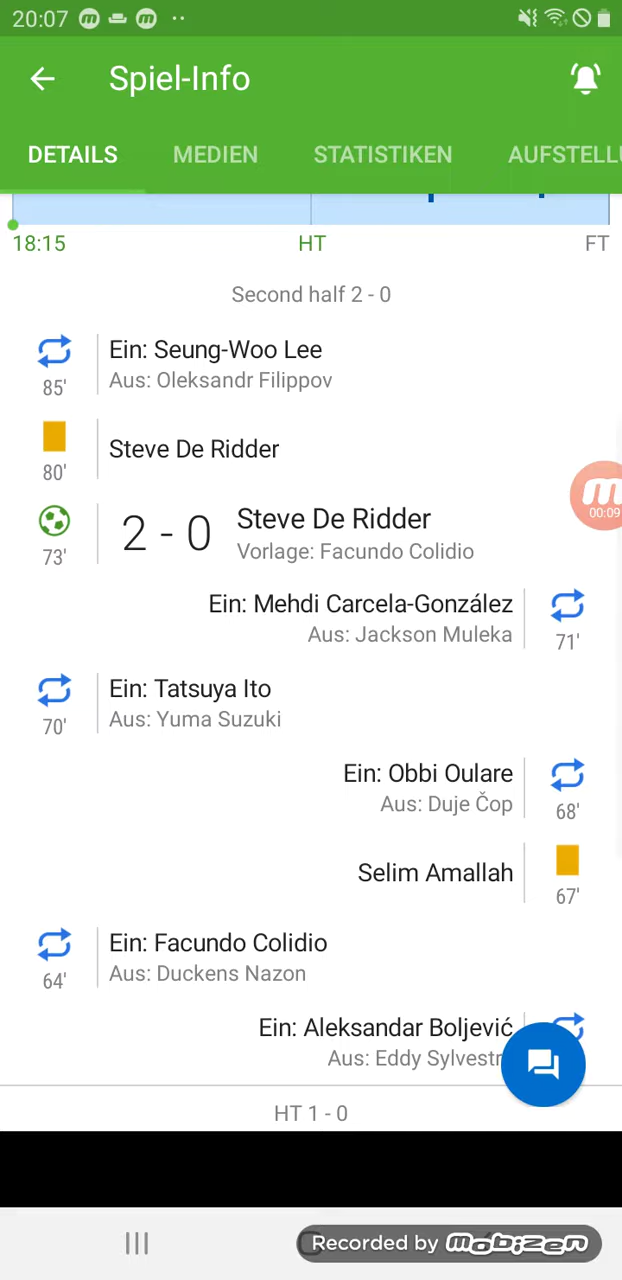 20:07
Spiel-Info
DETAILS MEDIEN STATISTIKEN AUFSTELLU
18:15 HT FT
Second half 2 - 0
Ein: Seung-Woo Lee
Aus: Oleksandr Filippov
85'
Steve De Ridder
80'
2 - 0 Steve De Ridder
Vorlage: Facundo Colidio
73'
00:09
Ein: Mehdi Carcela-González
Aus: Jackson Muleka
71'
Ein: Tatsuya Ito
Aus: Yuma Suzuki
70'
Ein: Obbi Oulare
Aus: Duje Čop
68'
Selim Amallah
67'
Ein: Facundo Colidio
Aus: Duckens Nazon
64'
Ein: Aleksandar Boljević
Aus: Eddy Sylvestr
HT 1 - 0
Recorded by mobizen